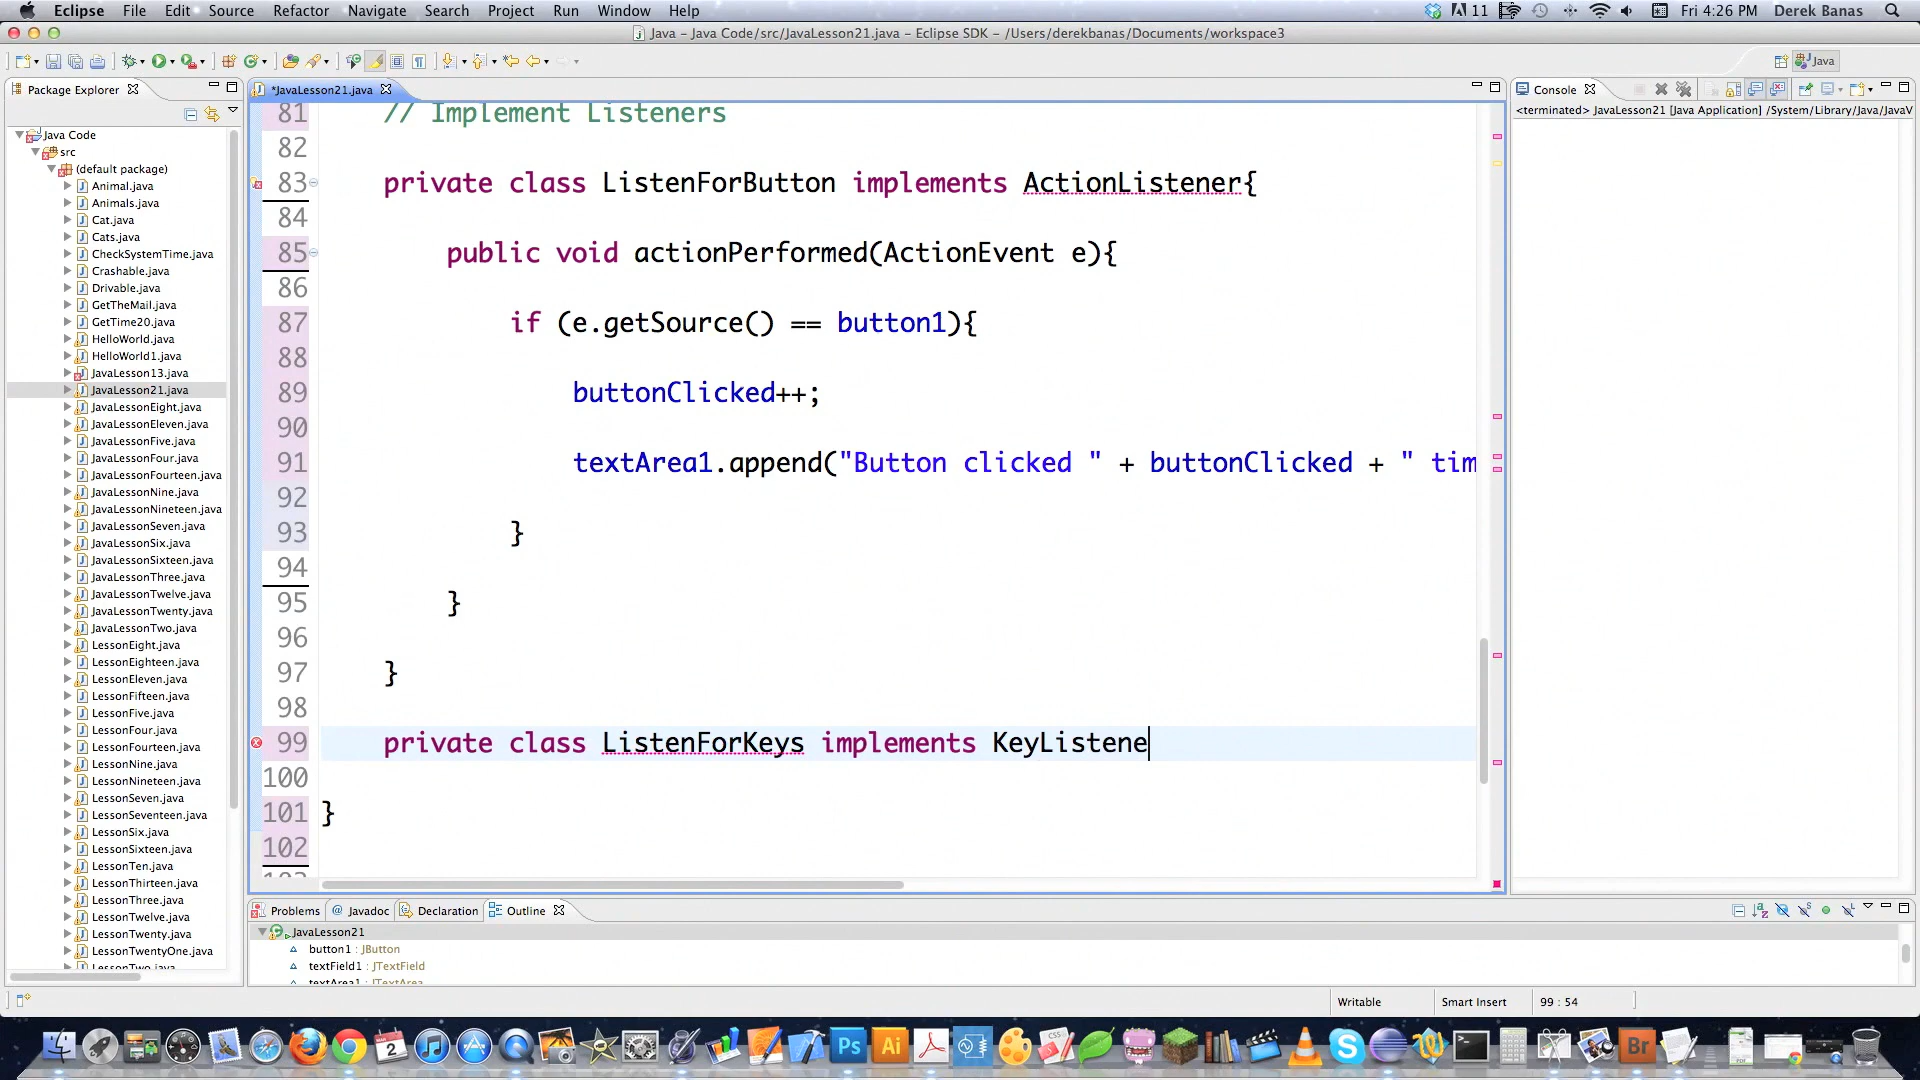 Eclipse File Edit Source Refactor Navigate Search Project Run Window Help 11 Fri 4:26 PM Derek Banas
Java – Java Code/src/JavaLesson21.java – Eclipse SDK – /Users/derekbanas/Documents/workspace3
Java
Package Explorer
*JavaLesson21.java
Console
<terminated> JavaLesson21 [Java Application] /System/Library/Java/JavaV
Java Code
src
(default package)
Animal.java
Animals.java
Cat.java
Cats.java
CheckSystemTime.java
Crashable.java
Drivable.java
GetTheMail.java
GetTime20.java
HelloWorld.java
HelloWorld1.java
JavaLesson13.java
JavaLesson21.java
JavaLessonEight.java
JavaLessonEleven.java
JavaLessonFive.java
JavaLessonFour.java
JavaLessonFourteen.java
JavaLessonNine.java
JavaLessonNineteen.java
JavaLessonSeven.java
JavaLessonSix.java
JavaLessonSixteen.java
JavaLessonThree.java
JavaLessonTwelve.java
JavaLessonTwenty.java
JavaLessonTwo.java
LessonEight.java
LessonEighteen.java
LessonEleven.java
LessonFifteen.java
LessonFive.java
LessonFour.java
LessonFourteen.java
LessonNine.java
LessonNineteen.java
LessonSeven.java
LessonSeventeen.java
LessonSix.java
LessonSixteen.java
LessonTen.java
LessonThirteen.java
LessonThree.java
LessonTwelve.java
LessonTwenty.java
LessonTwentyOne.java
LessonTwo.java
81 // Implement Listeners
82
83 private class ListenForButton implements ActionListener{
84
85 public void actionPerformed(ActionEvent e){
86
87 if (e.getSource() == button1){
88
89 buttonClicked++;
90
91 textArea1.append("Button clicked " + buttonClicked + " tim
92
93 }
94
95 }
96
97 }
98
99 private class ListenForKeys implements KeyListene
100
101 }
102
Problems @ Javadoc Declaration Outline
JavaLesson21
button1 : JButton
textField1 : JTextField
textArea1 : JTextArea
Writable Smart Insert 99 : 54
2 Ps Ai Br